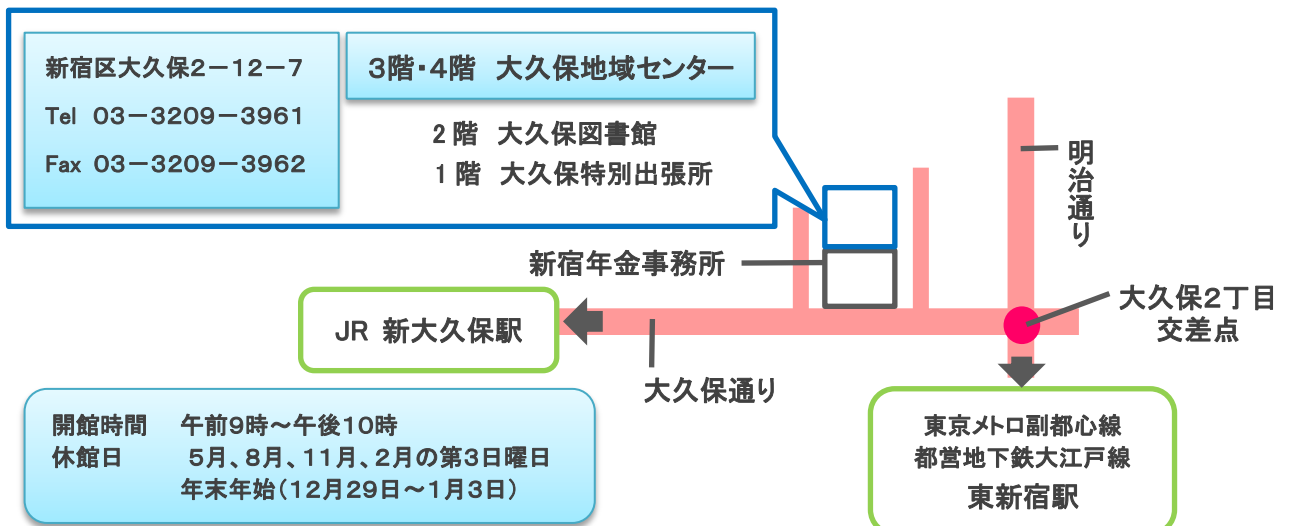 新宿区大久保2－12－7
Tel 03－3209－3961
Fax 03－3209－3962
3階・4階 大久保地域センター
2階 大久保図書館
1階 大久保特別出張所
明治通り
新宿年金事務所
大久保2丁目
交差点
JR 新大久保駅
大久保通り
開館時間 午前9時～午後10時
休館日 5月、8月、11月、2月の第3日曜日
年末年始（12月29日～1月3日）
東京メトロ副都心線
都営地下鉄大江戸線
東新宿駅